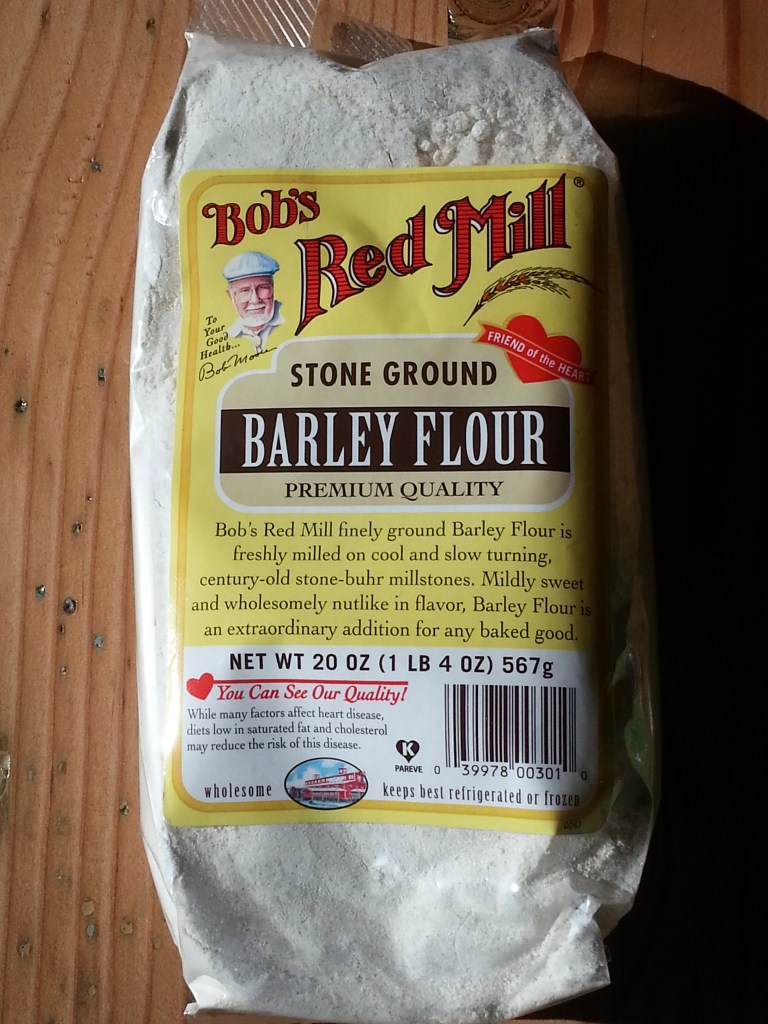 Bob's
Red Mill®
To
Your
Good
Health...
Bob Moore
FRIEND of the HEART
STONE GROUND
BARLEY FLOUR
PREMIUM QUALITY
Bob's Red Mill finely ground Barley Flour is
freshly milled on cool and slow turning,
century-old stone-buhr millstones. Mildly sweet
and wholesomely nutlike in flavor, Barley Flour is
an extraordinary addition for any baked good.
NET WT 20 OZ (1 LB 4 OZ) 567g
You Can See Our Quality!
While many factors affect heart disease,
diets low in saturated fat and cholesterol
may reduce the risk of this disease.
K
PAREVE
0 39978 00301 0
wholesome
keeps best refrigerated or frozen